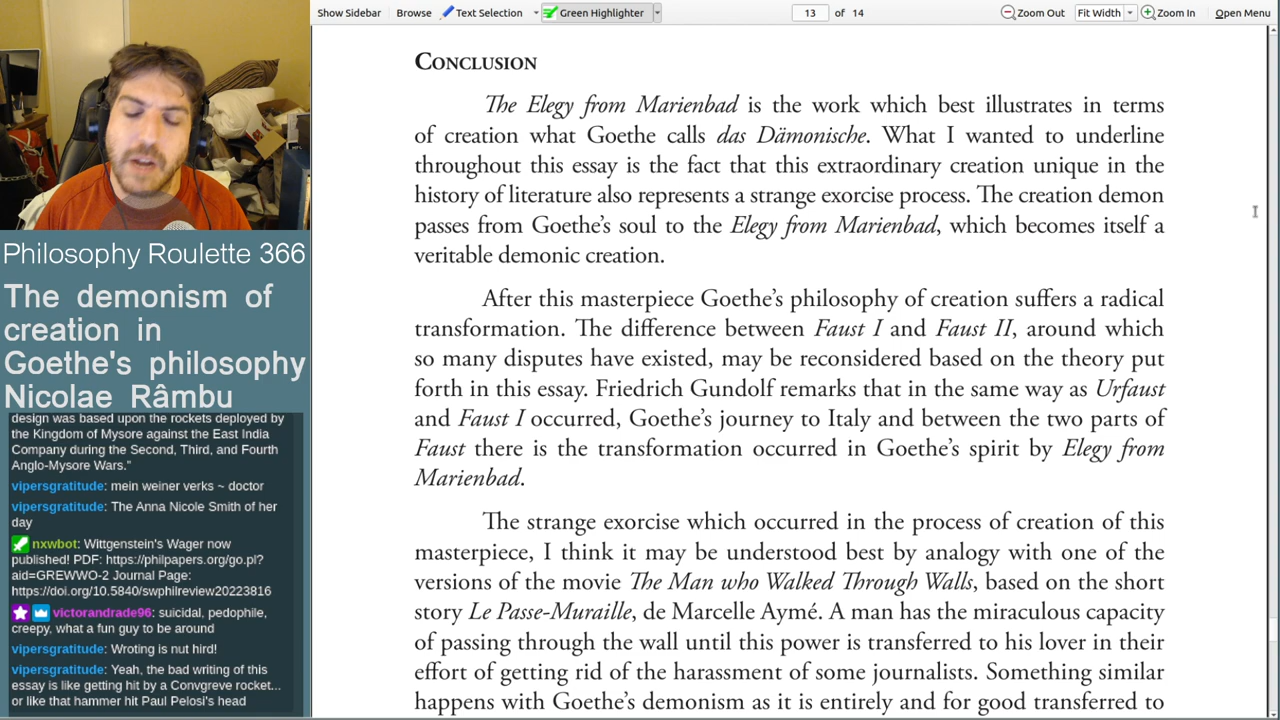 Show Sidebar Browse Text Selection Green Highlighter 13 of 14 Zoom Out Fit Width Zoom In Open Menu
CONCLUSION
The Elegy from Marienbad is the work which best illustrates in terms
of creation what Goethe calls das Dämonische. What I wanted to underline
throughout this essay is the fact that this extraordinary creation unique in the
history of literature also represents a strange exorcise process. The creation demon
passes from Goethe's soul to the Elegy from Marienbad, which becomes itself a
veritable demonic creation.
After this masterpiece Goethe's philosophy of creation suffers a radical
transformation. The difference between Faust I and Faust II, around which
so many disputes have existed, may be reconsidered based on the theory put
forth in this essay. Friedrich Gundolf remarks that in the same way as Urfaust
and Faust I occurred, Goethe's journey to Italy and between the two parts of
Faust there is the transformation occurred in Goethe's spirit by Elegy from
Marienbad.
The strange exorcise which occurred in the process of creation of this
masterpiece, I think it may be understood best by analogy with one of the
versions of the movie The Man who Walked Through Walls, based on the short
story Le Passe-Muraille, de Marcelle Aymé. A man has the miraculous capacity
of passing through the wall until this power is transferred to his lover in their
effort of getting rid of the harassment of some journalists. Something similar
happens with Goethe's demonism as it is entirely and for good transferred to
Philosophy Roulette 366
The demonism of
creation in
Goethe's philosophy
Nicolae Râmbu
design was based upon the rockets deployed by
the Kingdom of Mysore against the East India
Company during the Second, Third, and Fourth
Anglo-Mysore Wars."
vipersgratitude: mein weiner verks ~ doctor
vipersgratitude: The Anna Nicole Smith of her
day
nxwbot: Wittgenstein's Wager now
published! PDF: https://philpapers.org/go.pl?
aid=GREWWO-2 Journal Page:
https://doi.org/10.5840/swphilreview20223816
victorandrade96: suicidal, pedophile,
creepy, what a fun guy to be around
vipersgratitude: Wroting is nut hird!
vipersgratitude: Yeah, the bad writing of this
essay is like getting hit by a Convgreve rocket...
or like that hammer hit Paul Pelosi's head